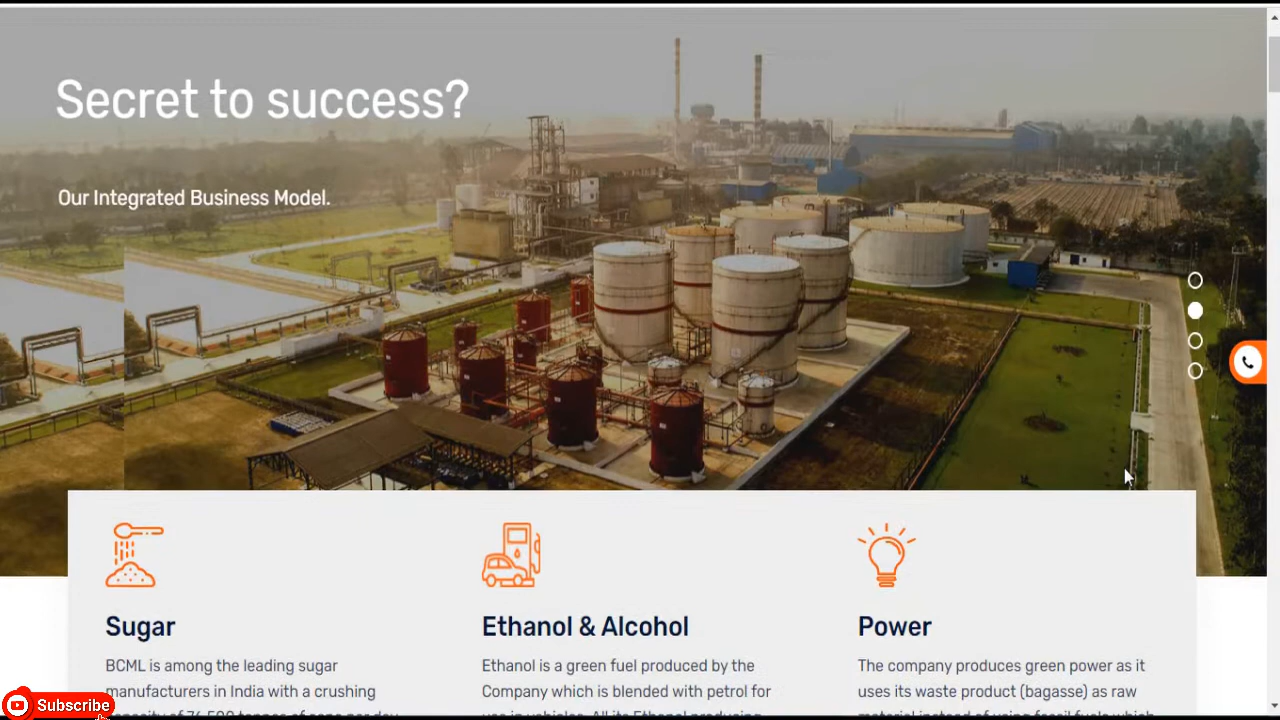 Secret to success?
Our Integrated Business Model.
Sugar
BCML is among the leading sugar
manufacturers in India with a crushing
Ethanol & Alcohol
Ethanol is a green fuel produced by the
Company which is blended with petrol for
Power
The company produces green power as it
uses its waste product (bagasse) as raw
Subscribe